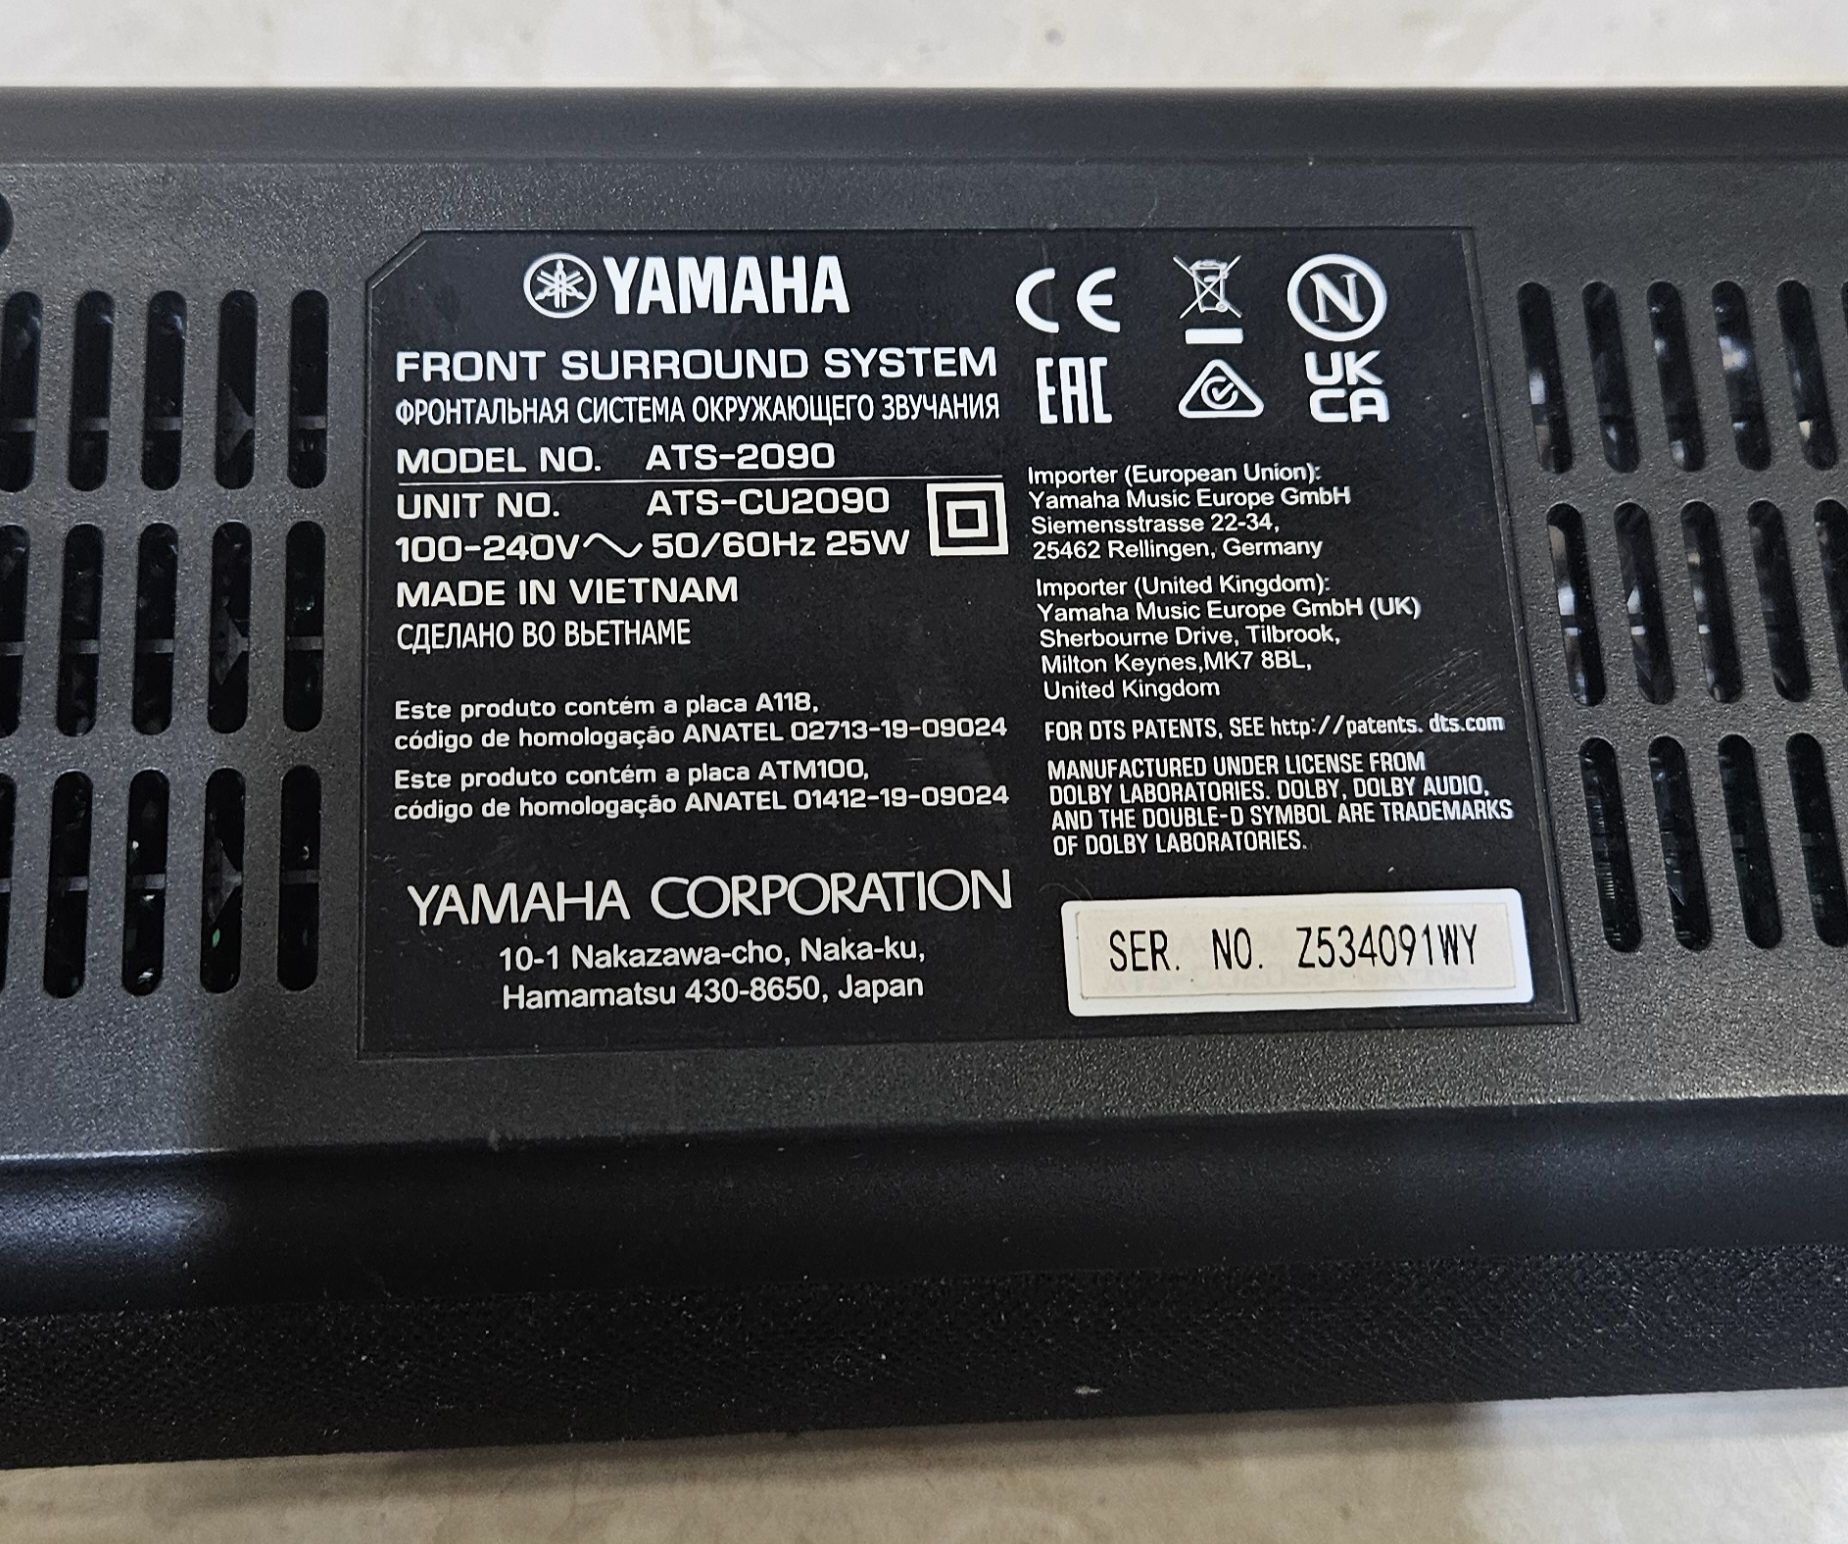 YAMAHA
FRONT SURROUND SYSTEM
ФРОНТАЛЬНАЯ СИСТЕМА ОКРУЖАЮЩЕГО ЗВУЧАНИЯ
MODEL NO. ATS-2090
UNIT NO. ATS-CU2090
100-240V~ 50/60Hz 25W
MADE IN VIETNAM
СДЕЛАНО ВО ВЬЕТНАМЕ
Este produto contém a placa A118,
código de homologação ANATEL 02713-19-09024
Este produto contém a placa ATM100,
código de homologação ANATEL 01412-19-09024
YAMAHA CORPORATION
10-1 Nakazawa-cho, Naka-ku,
Hamamatsu 430-8650, Japan
CE
N
EAC
UK
CA
Importer (European Union):
Yamaha Music Europe GmbH
Siemensstrasse 22-34,
25462 Rellingen, Germany
Importer (United Kingdom):
Yamaha Music Europe GmbH (UK)
Sherbourne Drive, Tilbrook,
Milton Keynes,MK7 8BL,
United Kingdom
FOR DTS PATENTS, SEE http://patents. dts.com
MANUFACTURED UNDER LICENSE FROM
DOLBY LABORATORIES. DOLBY, DOLBY AUDIO,
AND THE DOUBLE-D SYMBOL ARE TRADEMARKS
OF DOLBY LABORATORIES.
SER. NO. Z534091WY